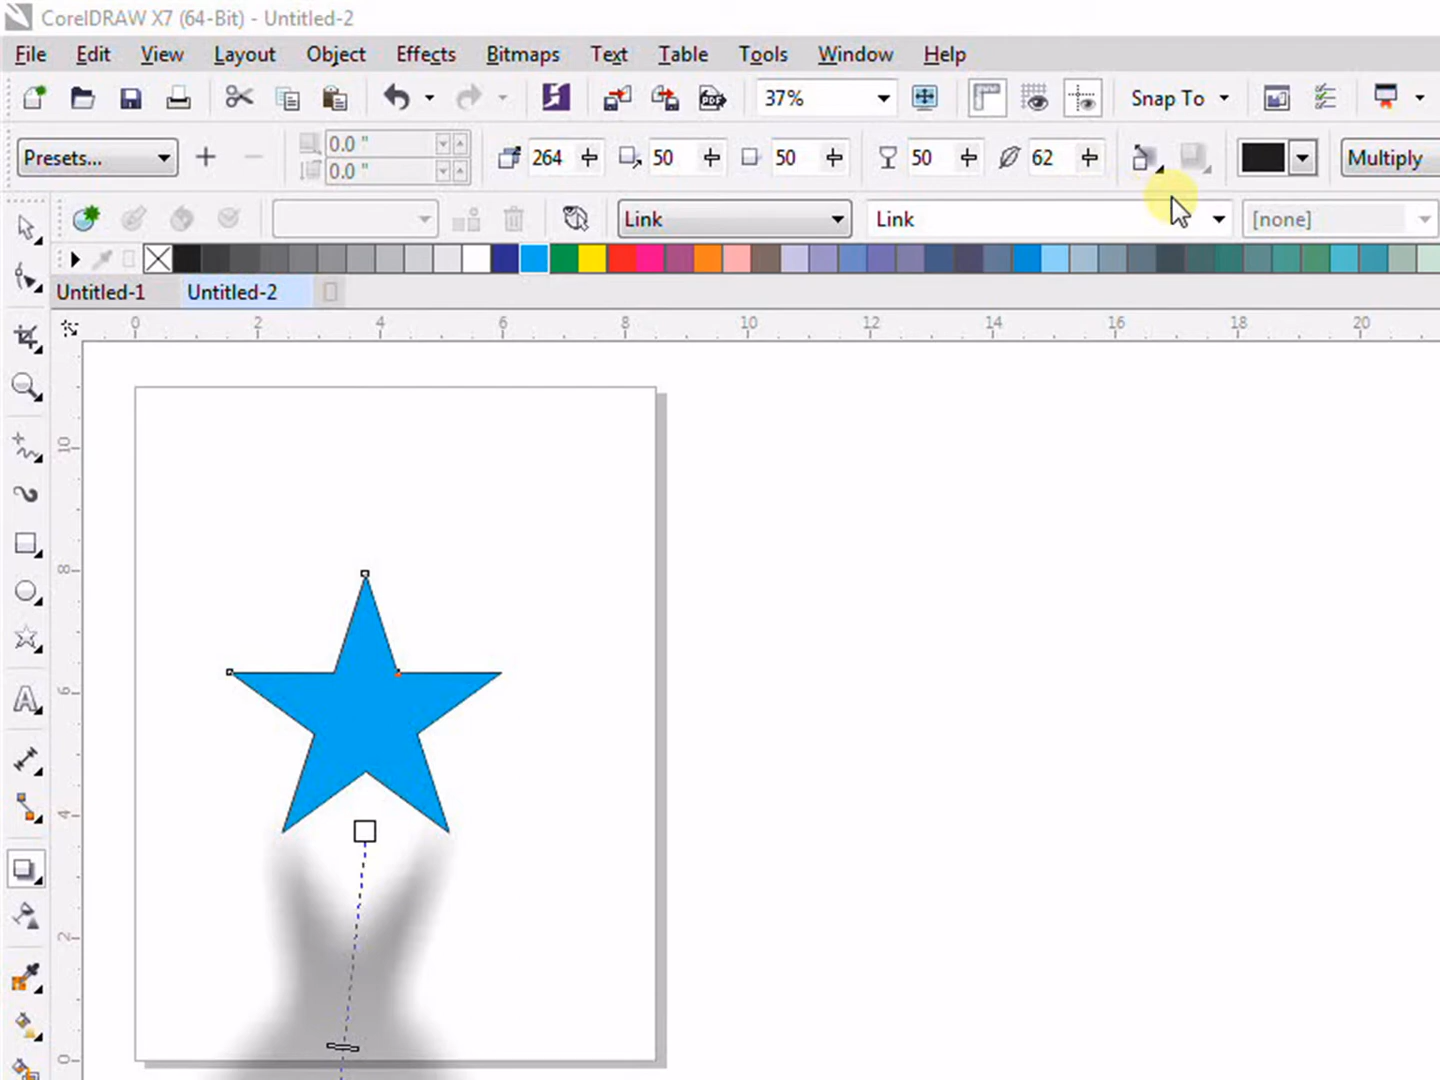 CorelDRAW X7 (64-Bit) - Untitled-2
File Edit View Layout Object Effects Bitmaps Text Table Tools Window Help
PDF 37% Snap To
Presets... 0.0 " 264 50 50 50 62 Multiply
0.0 "
Link Link [none]
Untitled-1 Untitled-2
0 2 4 6 8 10 12 14 16 18 20
10
8
6
4
2
0